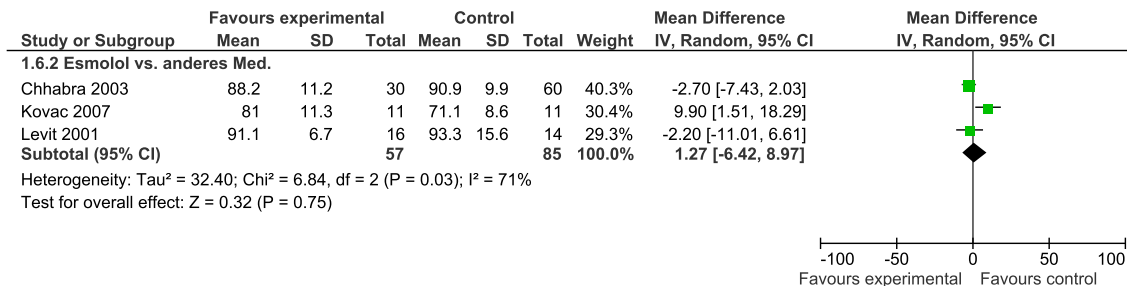 Favours experimental Control Mean Difference Mean Difference
Study or Subgroup Mean SD Total Mean SD Total Weight IV, Random, 95% CI IV, Random, 95% CI
1.6.2 Esmolol vs. anderes Med.
Chhabra 2003 88.2 11.2 30 90.9 9.9 60 40.3% -2.70 [-7.43, 2.03]
Kovac 2007 81 11.3 11 71.1 8.6 11 30.4% 9.90 [1.51, 18.29]
Levit 2001 91.1 6.7 16 93.3 15.6 14 29.3% -2.20 [-11.01, 6.61]
Subtotal (95% CI) 57 85 100.0% 1.27 [-6.42, 8.97]
Heterogeneity: Tau² = 32.40; Chi² = 6.84, df = 2 (P = 0.03); I² = 71%
Test for overall effect: Z = 0.32 (P = 0.75)
-100 -50 0 50 100
Favours experimental Favours control